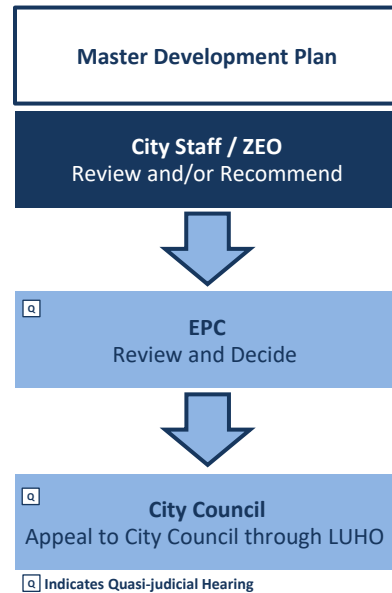 Master Development Plan
City Staff / ZEO
Review and/or Recommend
Q
EPC
Review and Decide
Q
City Council
Appeal to City Council through LUHO
Q Indicates Quasi-judicial Hearing